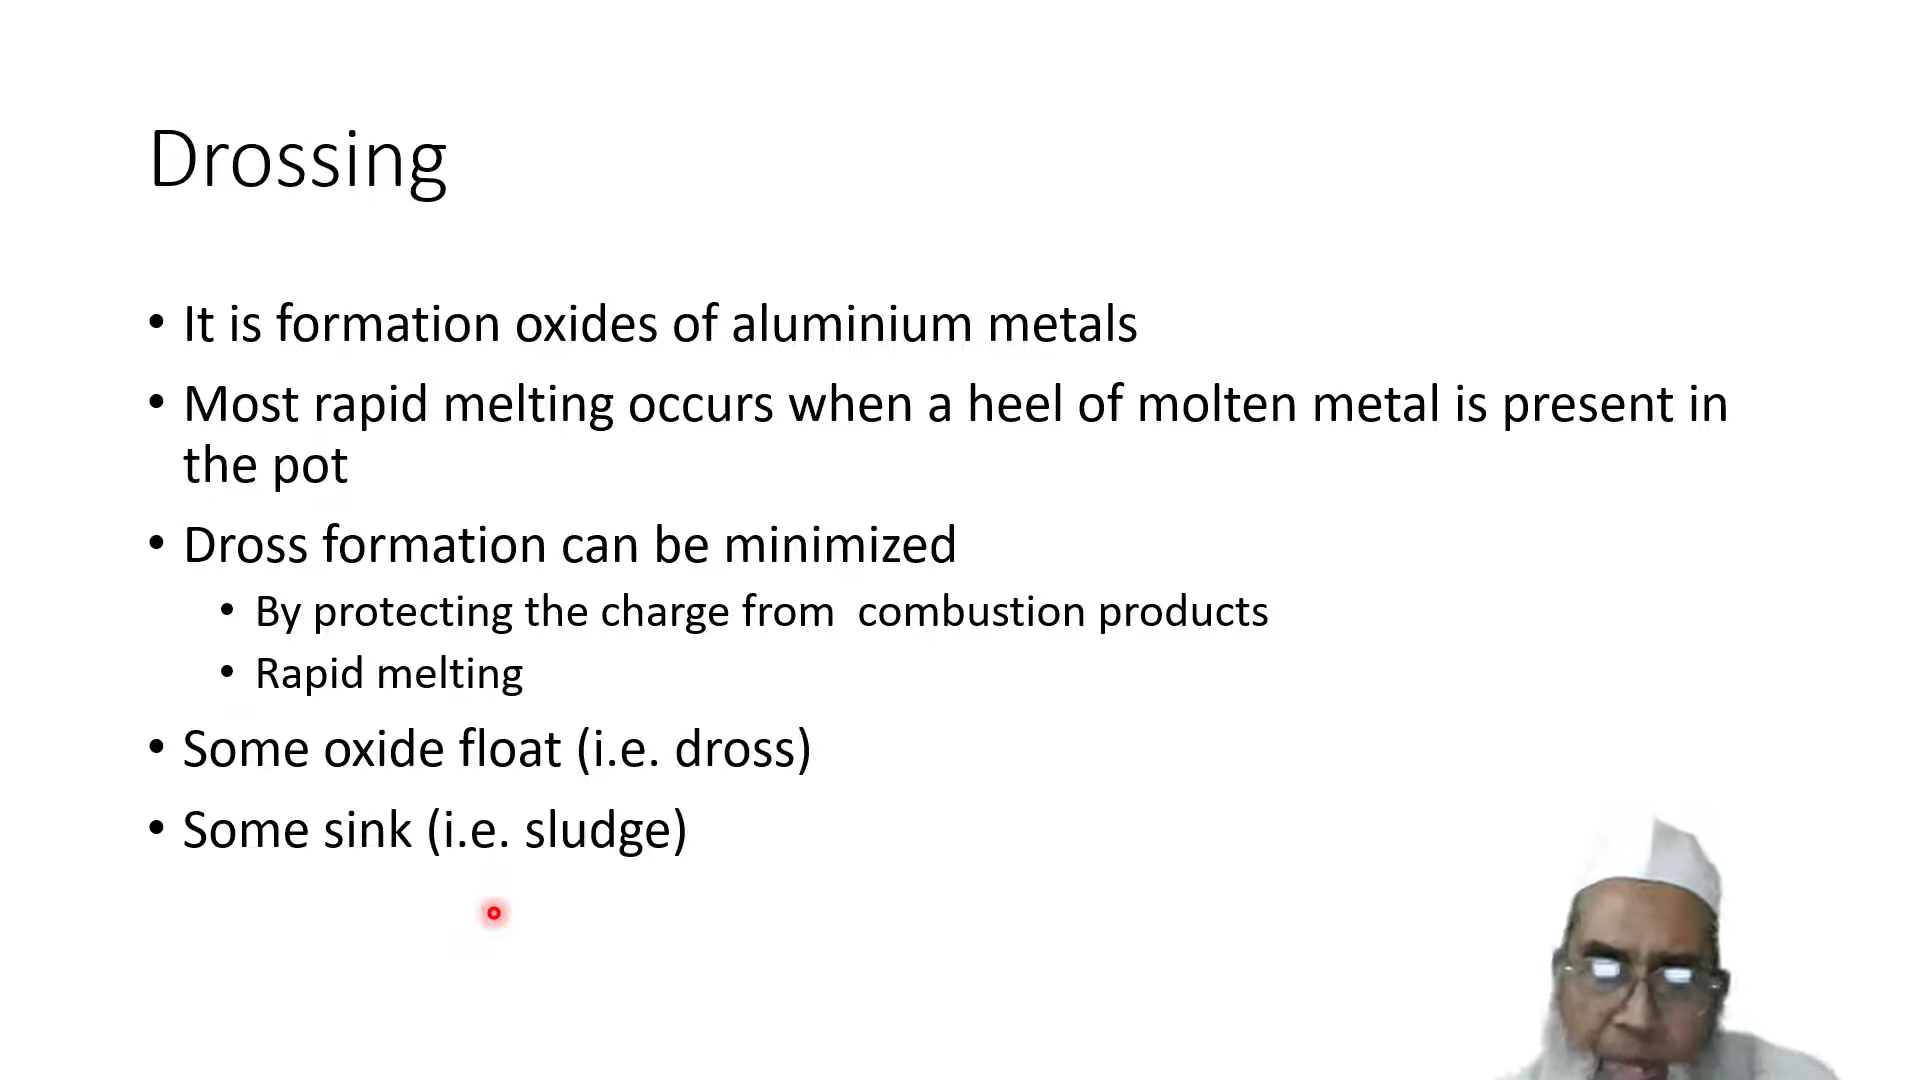 Drossing
• It is formation oxides of aluminium metals
• Most rapid melting occurs when a heel of molten metal is present in
the pot
• Dross formation can be minimized
• By protecting the charge from  combustion products
• Rapid melting
• Some oxide float (i.e. dross)
• Some sink (i.e. sludge)